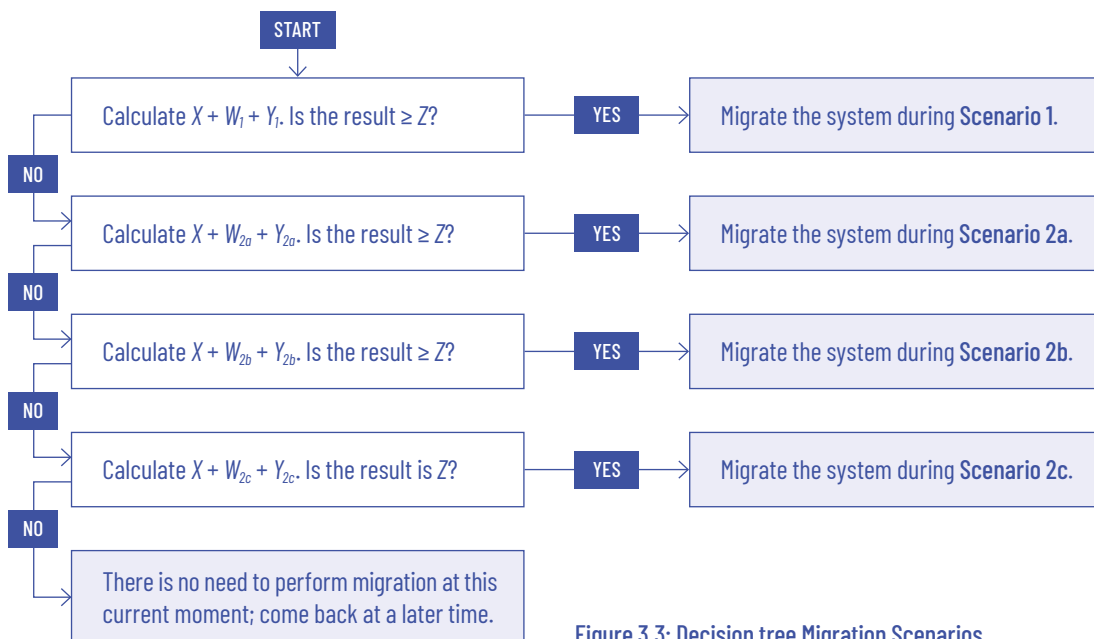 START
Calculate X + W₁ + Y₁. Is the result ≥ Z?
YES
Migrate the system during Scenario 1.
NO
Calculate X + W₂ₐ + Y₂ₐ. Is the result ≥ Z?
YES
Migrate the system during Scenario 2a.
NO
Calculate X + W2b + Y2b. Is the result ≥ Z?
YES
Migrate the system during Scenario 2b.
NO
Calculate X + W2c + Y2c. Is the result is Z?
YES
Migrate the system during Scenario 2c.
NO
There is no need to perform migration at this
current moment; come back at a later time.
Figure 3.3: Decision tree Migration Scenarios